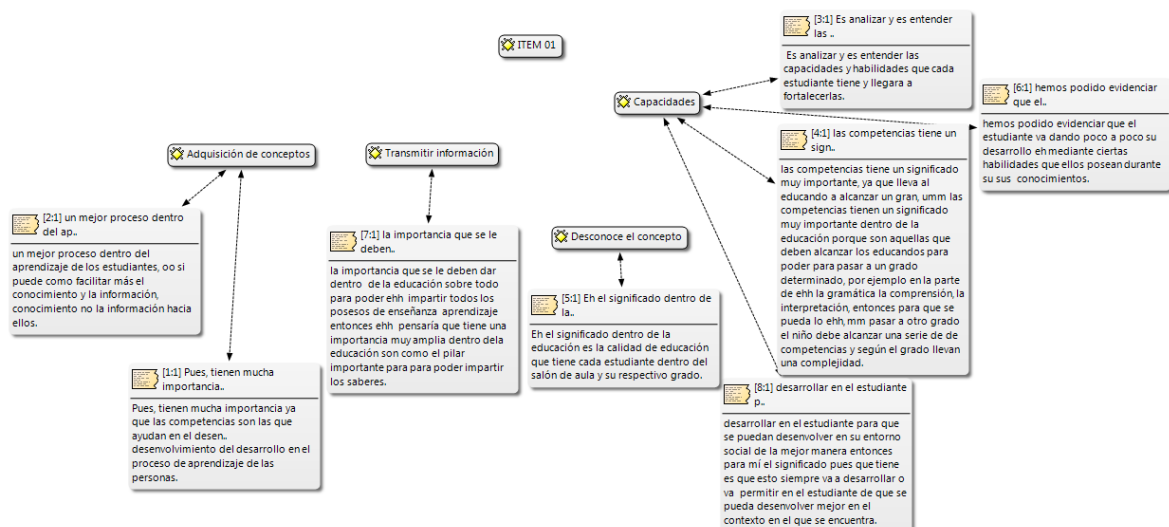 ITEM 01
Capacidades
[3:1] Es analizar y es entender
las ..
Es analizar y es entender las
capacidades y habilidades que cada
estudiante tiene y llegara a
fortalecerlas.
[6:1] hemos podido evidenciar
que el..
hemos podido evidenciar que el
estudiante va dando poco a poco su
desarrollo eh mediante ciertas
habilidades que ellos posean durante
su sus conocimientos.
[4:1] las competencias tiene un
sign..
las competencias tiene un significado
muy importante, ya que lleva al
educando a alcanzar un gran, umm las
competencias tienen un significado
muy importante dentro de la
educación porque son aquellas que
deben alcanzar los educandos para
poder para pasar a un grado
determinado, por ejemplo en la parte
de ehh la gramática la comprensión, la
interpretación, entonces para que se
pueda lo ehh, mm pasar a otro grado
el niño debe alcanzar una serie de de
competencias y según el grado llevan
una complejidad.
Adquisición de conceptos
Transmitir información
[2:1] un mejor proceso dentro
del ap..
un mejor proceso dentro del
aprendizaje de los estudiantes, oo si
puede como facilitar más el
conocimiento y la información,
conocimiento no la información hacia
ellos.
[7:1] la importancia que se le
deben..
la importancia que se le deben dar
dentro de la educación sobre todo
para poder ehh impartir todos los
posesos de enseñanza aprendizaje
entonces ehh pensaría que tiene una
importancia muy amplia dentro dela
educación son como el pilar
importante para para poder impartir
los saberes.
Desconoce el concepto
[5:1] Eh el significado dentro de
la..
Eh el significado dentro de la
educación es la calidad de educación
que tiene cada estudiante dentro del
salón de aula y su respectivo grado.
[1:1] Pues, tienen mucha
importancia..
Pues, tienen mucha importancia ya
que las competencias son las que
ayudan en el desen..
desenvolvimiento del desarrollo en el
proceso de aprendizaje de las
personas.
[8:1] desarrollar en el estudiante
p..
desarrollar en el estudiante para que
se puedan desenvolver en su entorno
social de la mejor manera entonces
para mí el significado pues que tiene
es que esto siempre va a desarrollar o
va permitir en el estudiante de que se
pueda desenvolver mejor en el
contexto en el que se encuentra.